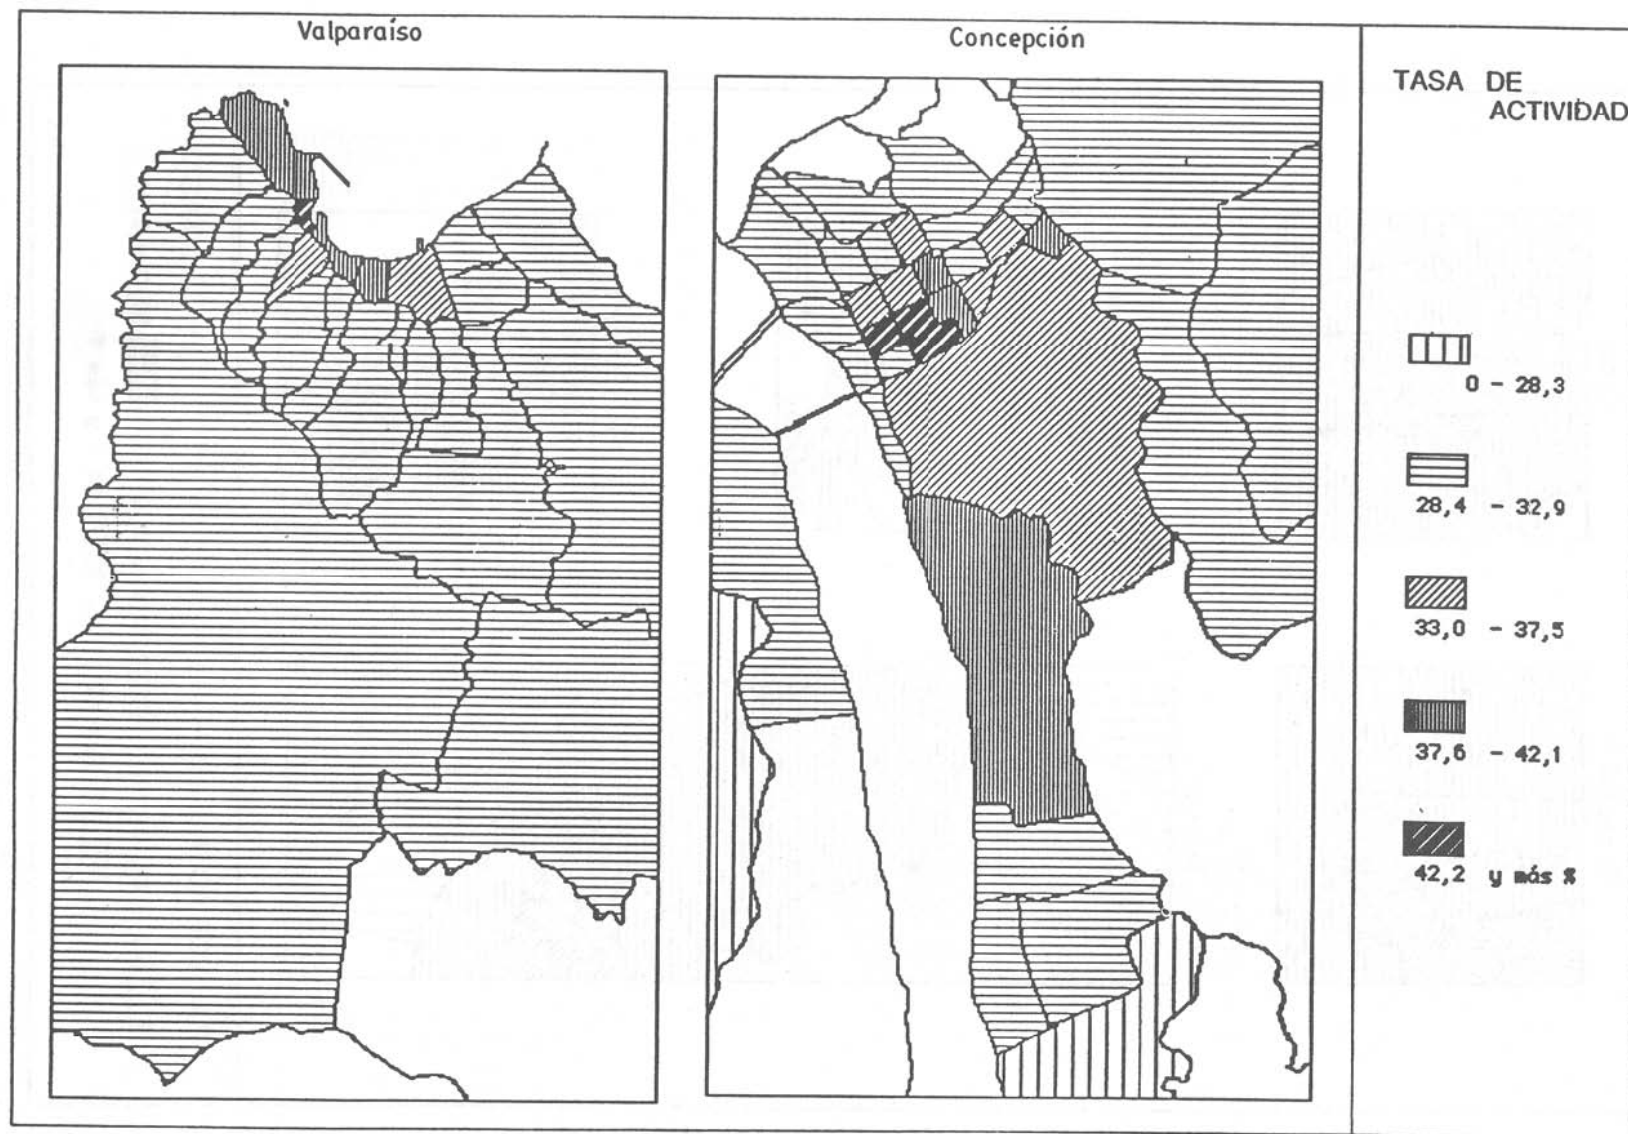 Valparaíso
Concepción
TASA DE
ACTIVIDAD
0 - 28,3
28,4 - 32,9
33,0 - 37,5
37,6 - 42,1
42,2 y más %